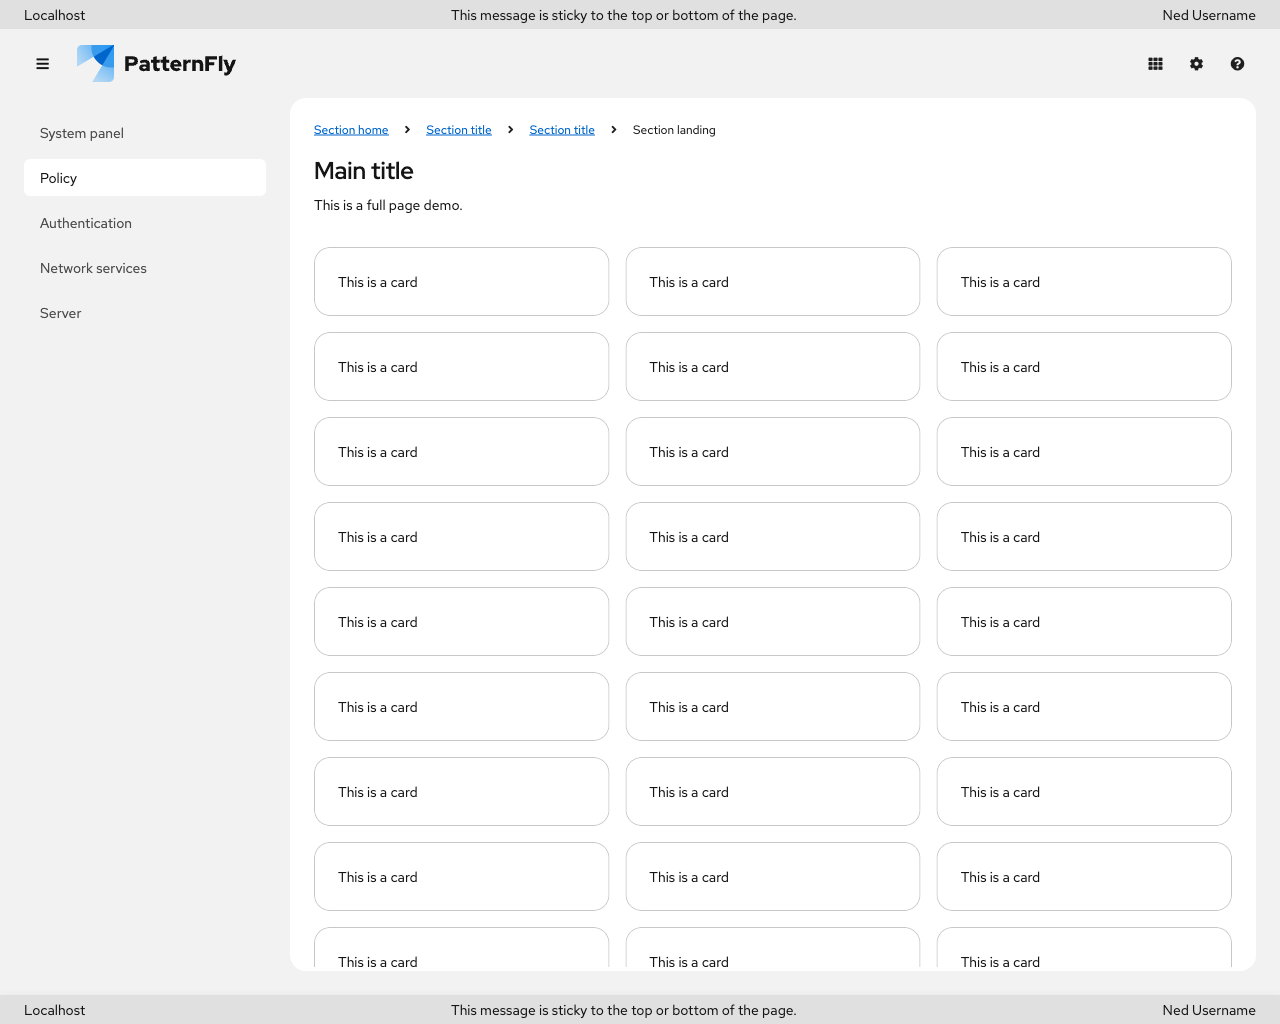 Localhost This message is sticky to the top or bottom of the page. Ned Username
PatternFly
System panel
Policy
Authentication
Network services
Server
Section home Section title Section title Section landing
Main title
This is a full page demo.
This is a card This is a card This is a card
This is a card This is a card This is a card
This is a card This is a card This is a card
This is a card This is a card This is a card
This is a card This is a card This is a card
This is a card This is a card This is a card
This is a card This is a card This is a card
This is a card This is a card This is a card
This is a card This is a card This is a card
Localhost This message is sticky to the top or bottom of the page. Ned Username